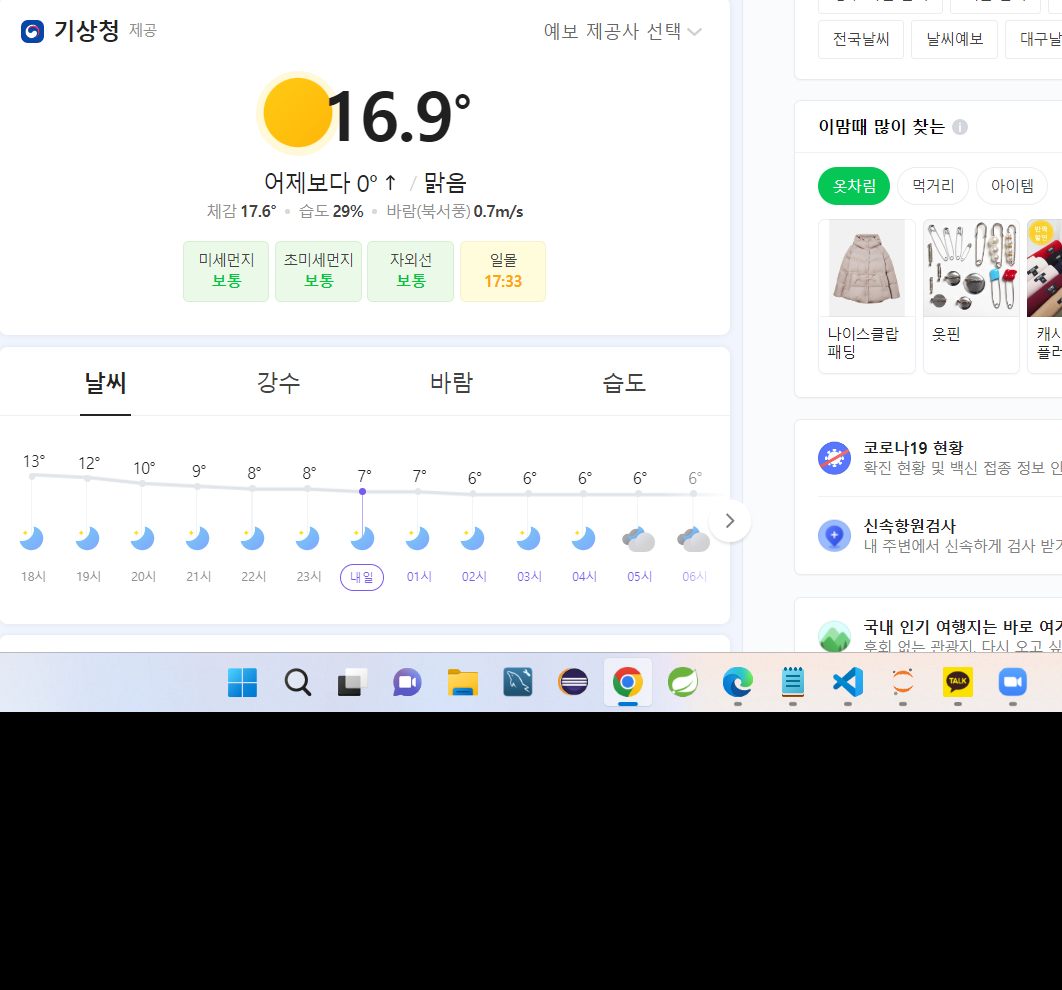 기상청 제공
예보 제공사 선택
16.9°
어제보다 0° ↑ / 맑음
체감 17.6° 습도 29% 바람(북서풍) 0.7m/s
미세먼지 초미세먼지 자외선 일몰
보통 보통 보통 17:33
날씨 강수 바람 습도
13° 12° 10° 9° 8° 8° 7° 7° 6° 6° 6° 6° 6°
18시 19시 20시 21시 22시 23시 내일 01시 02시 03시 04시 05시 06시
전국날씨 날씨예보 대구날
이맘때 많이 찾는
옷차림 먹거리 아이템
나이스클랍
패딩
옷핀
코로나19 현황
확진 현황 및 백신 접종 정보 안
신속항원검사
내 주변에서 신속하게 검사 받기
국내 인기 여행지는 바로 여기
후회 없는 관광지, 다시 오고 싶
TALK